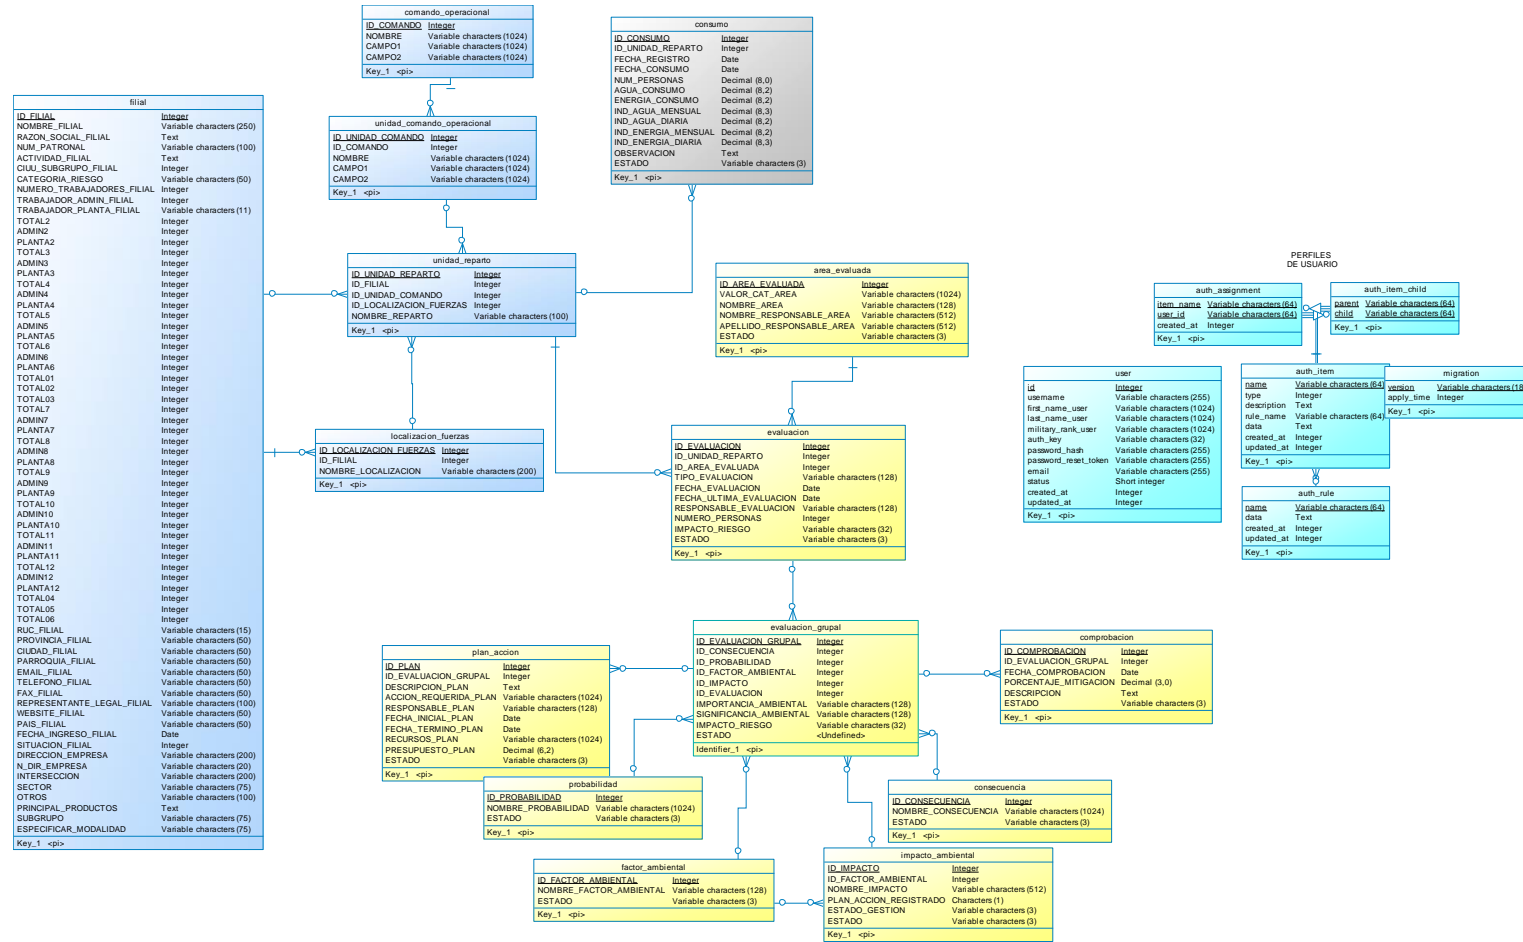 comando_operacional
ID_COMANDO Integer
NOMBRE Variable characters (1024)
CAMPO1 Variable characters (1024)
CAMPO2 Variable characters (1024)
Key_1 <pi>
consumo
ID_CONSUMO Integer
ID_UNIDAD_REPARTO Integer
FECHA_REGISTRO Date
FECHA_CONSUMO Date
NUM_PERSONAS Decimal (8,0)
AGUA_CONSUMO Decimal (8,2)
ENERGIA_CONSUMO Decimal (8,2)
IND_AGUA_MENSUAL Decimal (8,3)
IND_AGUA_DIARIA Decimal (8,2)
IND_ENERGIA_MENSUAL Decimal (8,2)
IND_ENERGIA_DIARIA Decimal (8,3)
OBSERVACION Text
ESTADO Variable characters (3)
Key_1 <pi>
filial
ID_FILIAL Integer
NOMBRE_FILIAL Variable characters (250)
RAZON_SOCIAL_FILIAL Text
NUM_PATRONAL Variable characters (100)
ACTIVIDAD_FILIAL Text
CIUU_SUBGRUPO_FILIAL Integer
CATEGORIA_RIESGO Variable characters (50)
NUMERO_TRABAJADORES_FILIAL Integer
TRABAJADOR_ADMIN_FILIAL Integer
TRABAJADOR_PLANTA_FILIAL Variable characters (11)
TOTAL2 Integer
ADMIN2 Integer
PLANTA2 Integer
TOTAL3 Integer
ADMIN3 Integer
PLANTA3 Integer
TOTAL4 Integer
ADMIN4 Integer
PLANTA4 Integer
TOTAL5 Integer
ADMIN5 Integer
PLANTA5 Integer
TOTAL6 Integer
ADMIN6 Integer
PLANTA6 Integer
TOTAL01 Integer
TOTAL02 Integer
TOTAL03 Integer
TOTAL7 Integer
ADMIN7 Integer
PLANTA7 Integer
TOTAL8 Integer
ADMIN8 Integer
PLANTA8 Integer
TOTAL9 Integer
ADMIN9 Integer
PLANTA9 Integer
TOTAL10 Integer
ADMIN10 Integer
PLANTA10 Integer
TOTAL11 Integer
ADMIN11 Integer
PLANTA11 Integer
TOTAL12 Integer
ADMIN12 Integer
PLANTA12 Integer
TOTAL04 Integer
TOTAL05 Integer
TOTAL06 Integer
RUC_FILIAL Variable characters (15)
PROVINCIA_FILIAL Variable characters (50)
CIUDAD_FILIAL Variable characters (50)
PARROQUIA_FILIAL Variable characters (50)
EMAIL_FILIAL Variable characters (50)
TELEFONO_FILIAL Variable characters (50)
FAX_FILIAL Variable characters (50)
REPRESENTANTE_LEGAL_FILIAL Variable characters (100)
WEBSITE_FILIAL Variable characters (50)
PAIS_FILIAL Variable characters (50)
FECHA_INGRESO_FILIAL Date
SITUACION_FILIAL Integer
DIRECCION_EMPRESA Variable characters (200)
N_DIR_EMPRESA Variable characters (20)
INTERSECCION Variable characters (200)
SECTOR Variable characters (75)
OTROS Variable characters (100)
PRINCIPAL_PRODUCTOS Text
SUBGRUPO Variable characters (75)
ESPECIFICAR_MODALIDAD Variable characters (75)
Key_1 <pi>
unidad_comando_operacional
ID_UNIDAD_COMANDO Integer
ID_COMANDO Integer
NOMBRE Variable characters (1024)
CAMPO1 Variable characters (1024)
CAMPO2 Variable characters (1024)
Key_1 <pi>
unidad_reparto
ID_UNIDAD_REPARTO Integer
ID_FILIAL Integer
ID_UNIDAD_COMANDO Integer
ID_LOCALIZACION_FUERZAS Integer
NOMBRE_REPARTO Variable characters (100)
Key_1 <pi>
localizacion_fuerzas
ID_LOCALIZACION_FUERZAS Integer
ID_FILIAL Integer
NOMBRE_LOCALIZACION Variable characters (200)
Key_1 <pi>
area_evaluada
ID_AREA_EVALUADA Integer
VALOR_CAT_AREA Variable characters (1024)
NOMBRE_AREA Variable characters (128)
NOMBRE_RESPONSABLE_AREA Variable characters (512)
APELLIDO_RESPONSABLE_AREA Variable characters (512)
ESTADO Variable characters (3)
Key_1 <pi>
evaluacion
ID_EVALUACION Integer
ID_UNIDAD_REPARTO Integer
ID_AREA_EVALUADA Integer
TIPO_EVALUACION Variable characters (128)
FECHA_EVALUACION Date
FECHA_ULTIMA_EVALUACION Date
RESPONSABLE_EVALUACION Variable characters (128)
NUMERO_PERSONAS Integer
IMPACTO_RIESGO Variable characters (32)
ESTADO Variable characters (3)
Key_1 <pi>
PERFILES
DE USUARIO
auth_assignment
item_name Variable characters (64)
user_id Variable characters (64)
created_at Integer
Key_1 <pi>
auth_item_child
parent Variable characters (64)
child Variable characters (64)
Key_1 <pi>
user
id Integer
username Variable characters (255)
first_name_user Variable characters (1024)
last_name_user Variable characters (1024)
military_rank_user Variable characters (1024)
auth_key Variable characters (32)
password_hash Variable characters (255)
password_reset_token Variable characters (255)
email Variable characters (255)
status Short integer
created_at Integer
updated_at Integer
Key_1 <pi>
auth_item
name Variable characters (64)
type Integer
description Text
rule_name Variable characters (64)
data Text
created_at Integer
updated_at Integer
Key_1 <pi>
migration
version Variable characters (18
apply_time Integer
Key_1 <pi>
auth_rule
name Variable characters (64)
data Text
created_at Integer
updated_at Integer
Key_1 <pi>
evaluacion_grupal
ID_EVALUACION_GRUPAL Integer
ID_CONSECUENCIA Integer
ID_PROBABILIDAD Integer
ID_FACTOR_AMBIENTAL Integer
ID_IMPACTO Integer
ID_EVALUACION Integer
IMPORTANCIA_AMBIENTAL Variable characters (128)
SIGNIFICANCIA_AMBIENTAL Variable characters (128)
IMPACTO_RIESGO Variable characters (32)
ESTADO <Undefined>
Identifier_1 <pi>
plan_accion
ID_PLAN Integer
ID_EVALUACION_GRUPAL Integer
DESCRIPCION_PLAN Text
ACCION_REQUERIDA_PLAN Variable characters (1024)
RESPONSABLE_PLAN Variable characters (128)
FECHA_INICIAL_PLAN Date
FECHA_TERMINO_PLAN Date
RECURSOS_PLAN Variable characters (1024)
PRESUPUESTO_PLAN Decimal (6,2)
ESTADO Variable characters (3)
Key_1 <pi>
comprobacion
ID_COMPROBACION Integer
ID_EVALUACION_GRUPAL Integer
FECHA_COMPROBACION Date
PORCENTAJE_MITIGACION Decimal (3,0)
DESCRIPCION Text
ESTADO Variable characters (3)
Key_1 <pi>
probabilidad
ID_PROBABILIDAD Integer
NOMBRE_PROBABILIDAD Variable characters (1024)
ESTADO Variable characters (3)
Key_1 <pi>
consecuencia
ID_CONSECUENCIA Integer
NOMBRE_CONSECUENCIA Variable characters (1024)
ESTADO Variable characters (3)
Key_1 <pi>
factor_ambiental
ID_FACTOR_AMBIENTAL Integer
NOMBRE_FACTOR_AMBIENTAL Variable characters (128)
ESTADO Variable characters (3)
Key_1 <pi>
impacto_ambiental
ID_IMPACTO Integer
ID_FACTOR_AMBIENTAL Integer
NOMBRE_IMPACTO Variable characters (512)
PLAN_ACCION_REGISTRADO Characters (1)
ESTADO_GESTION Variable characters (3)
ESTADO Variable characters (3)
Key_1 <pi>